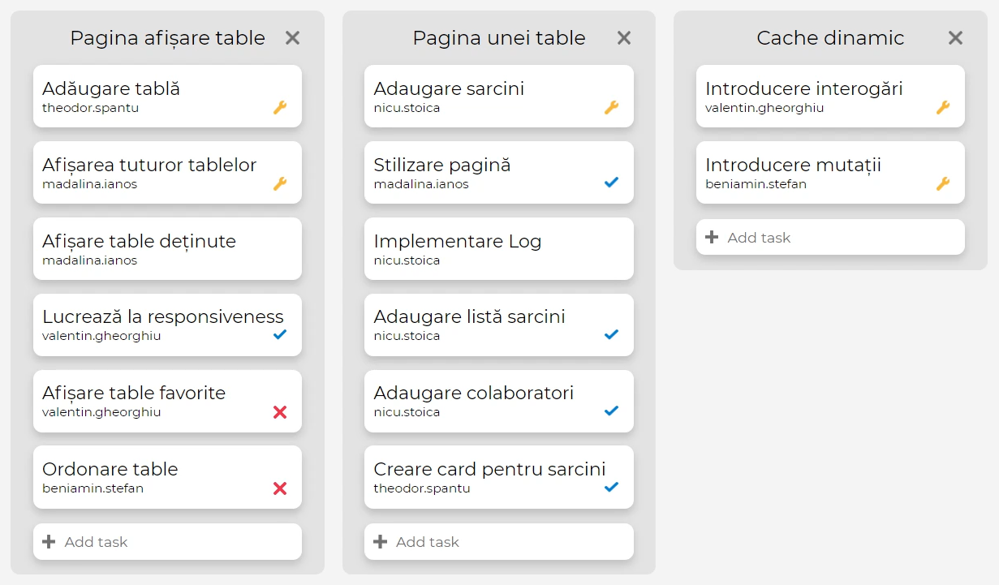 Pagina afișare table
Adăugare tablă
theodor.spantu
Afișarea tuturor tablelor
madalina.ianos
Afișare table deținute
madalina.ianos
Lucrează la responsiveness
valentin.gheorghiu
Afișare table favorite
valentin.gheorghiu
Ordonare table
beniamin.stefan
Add task
Pagina unei table
Adaugare sarcini
nicu.stoica
Stilizare pagină
madalina.ianos
Implementare Log
nicu.stoica
Adaugare listă sarcini
nicu.stoica
Adaugare colaboratori
nicu.stoica
Creare card pentru sarcini
theodor.spantu
Add task
Cache dinamic
Introducere interogări
valentin.gheorghiu
Introducere mutații
beniamin.stefan
Add task